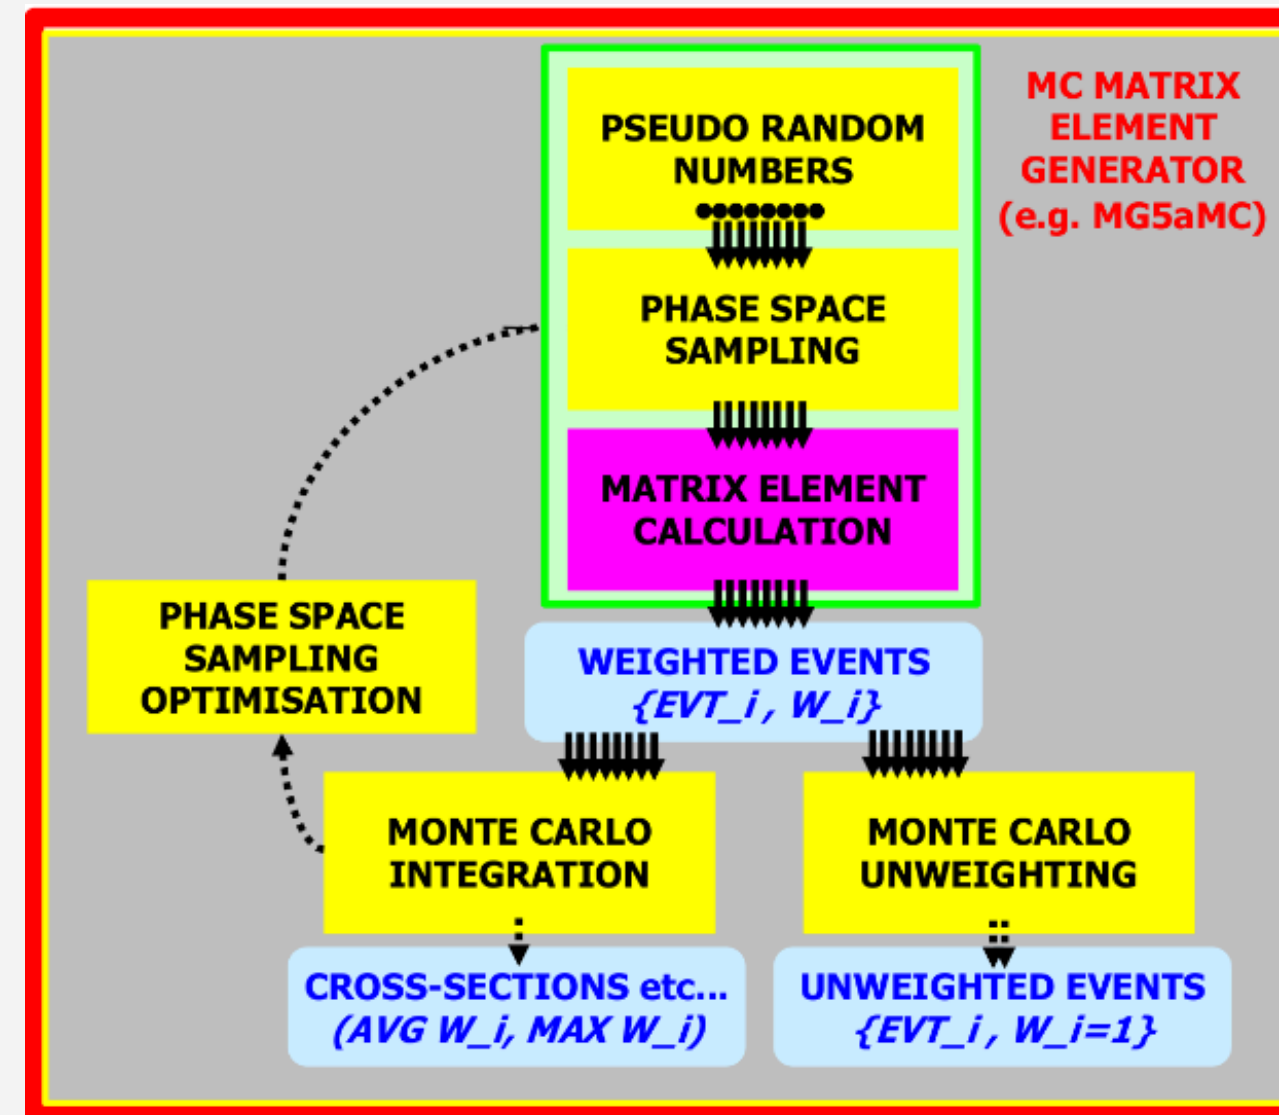 MC MATRIX
ELEMENT
GENERATOR
(e.g. MG5aMC)
PSEUDO RANDOM
NUMBERS
PHASE SPACE
SAMPLING
MATRIX ELEMENT
CALCULATION
PHASE SPACE
SAMPLING
OPTIMISATION
WEIGHTED EVENTS
{EVT_i , W_i}
MONTE CARLO
INTEGRATION
MONTE CARLO
UNWEIGHTING
CROSS-SECTIONS etc...
(AVG W_i, MAX W_i)
UNWEIGHTED EVENTS
{EVT_i , W_i=1}